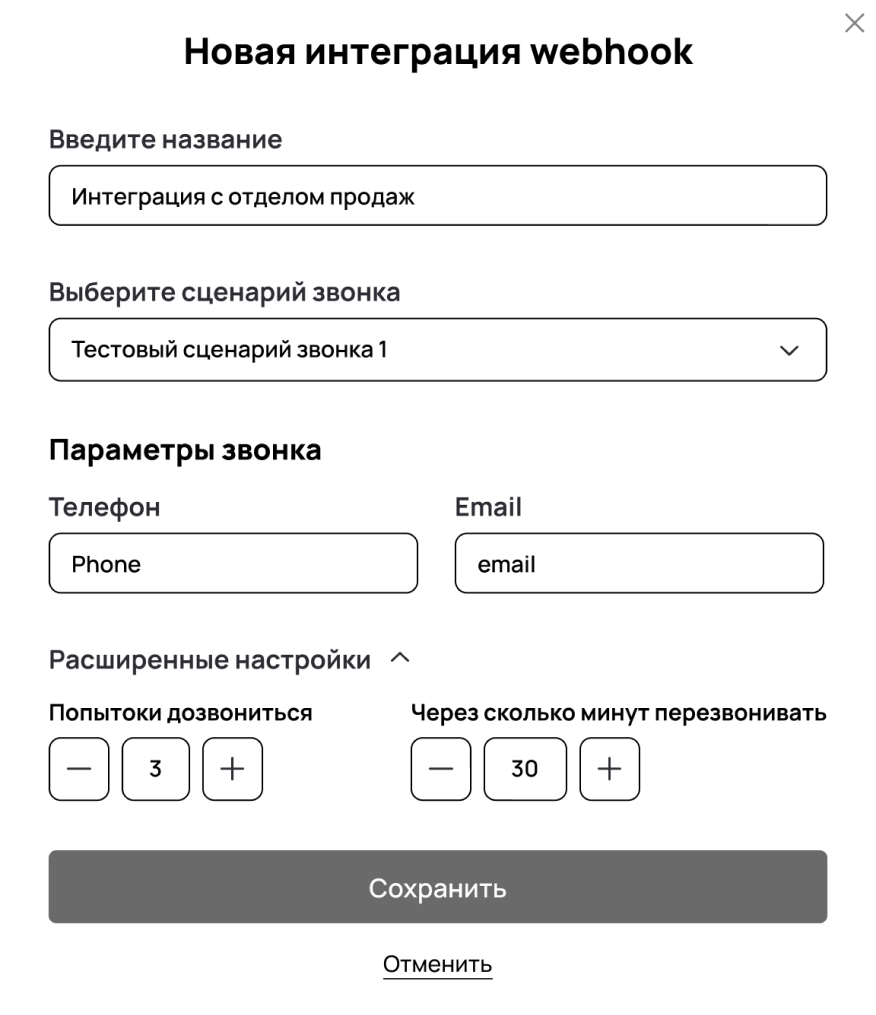 Новая интеграция webhook
Введите название
Интеграция с отделом продаж
Выберите сценарий звонка
Тестовый сценарий звонка 1
Параметры звонка
Телефон Email
Phone email
Расширенные настройки
Попытоки дозвониться Через сколько минут перезвонивать
3 30
Сохранить
Отменить